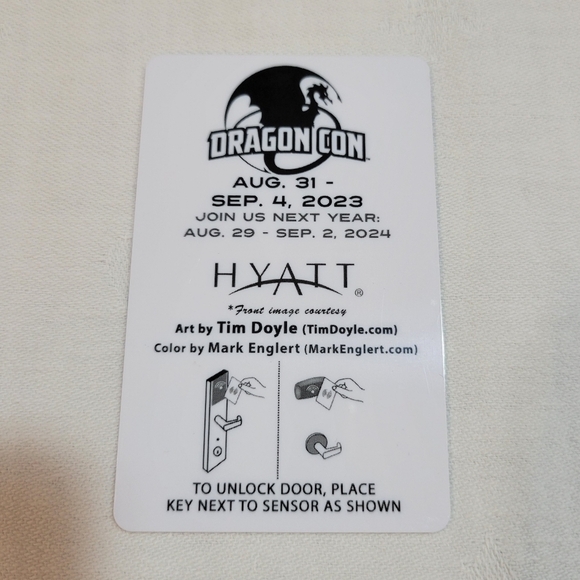 DRAGON CON
AUG. 31 -
SEP. 4, 2023
JOIN US NEXT YEAR:
AUG. 29 - SEP. 2, 2024
HYATT®
*Front image courtesy
Art by Tim Doyle (TimDoyle.com)
Color by Mark Englert (MarkEnglert.com)
TO UNLOCK DOOR, PLACE
KEY NEXT TO SENSOR AS SHOWN